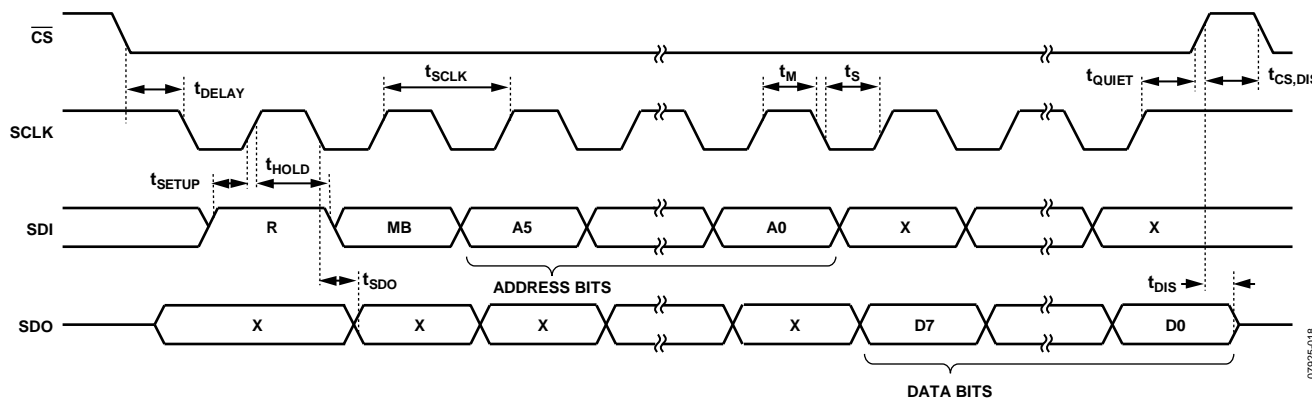 CS
tDELAY
tSCLK
tM
tS
tQUIET
tCS,DIS
SCLK
tSETUP
tHOLD
SDI
R
MB
A5
A0
X
X
tSDO
ADDRESS BITS
tDIS
SDO
X
X
X
X
D7
D0
DATA BITS
07925-018